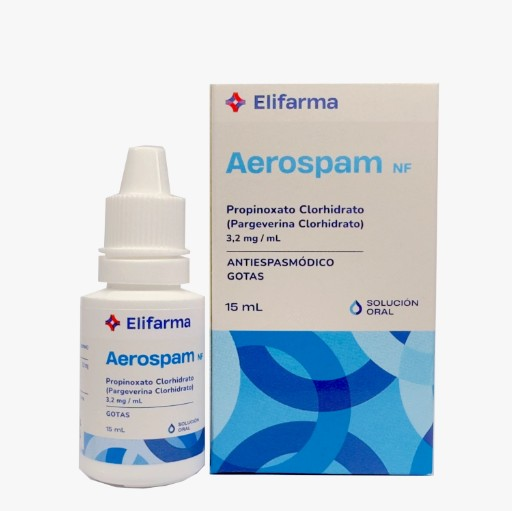 Elifarma
Aerospam NF
Propinoxato Clorhidrato
(Pargeverina Clorhidrato)
3,2 mg / mL
ANTIESPASMÓDICO
GOTAS
15 mL
SOLUCIÓN
ORAL
Elifarma
Aerospam NF
Propinoxato Clorhidrato
(Pargeverina Clorhidrato)
3,2 mg / mL
GOTAS
15 mL
SOLUCIÓN
ORAL